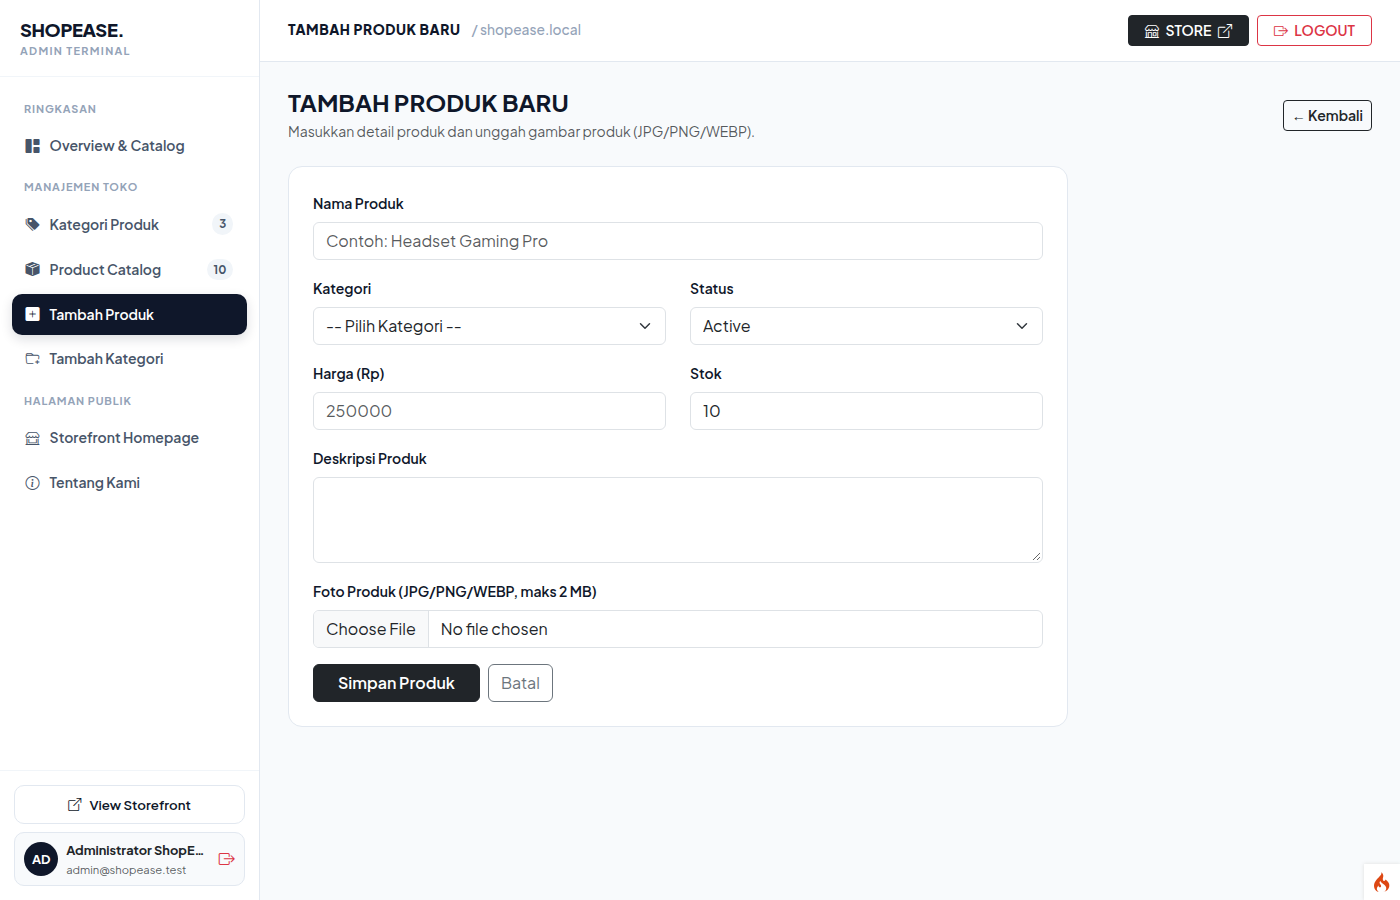 SHOPEASE.
ADMIN TERMINAL
RINGKASAN
Overview & Catalog
MANAJEMEN TOKO
Kategori Produk 3
Product Catalog 10
Tambah Produk
Tambah Kategori
HALAMAN PUBLIK
Storefront Homepage
Tentang Kami
View Storefront
AD
Administrator ShopE...
admin@shopease.test
TAMBAH PRODUK BARU / shopease.local
STORE
LOGOUT
TAMBAH PRODUK BARU
Masukkan detail produk dan unggah gambar produk (JPG/PNG/WEBP).
← Kembali
Nama Produk
Contoh: Headset Gaming Pro
Kategori Status
-- Pilih Kategori -- Active
Harga (Rp) Stok
250000 10
Deskripsi Produk
Foto Produk (JPG/PNG/WEBP, maks 2 MB)
Choose File No file chosen
Simpan Produk Batal